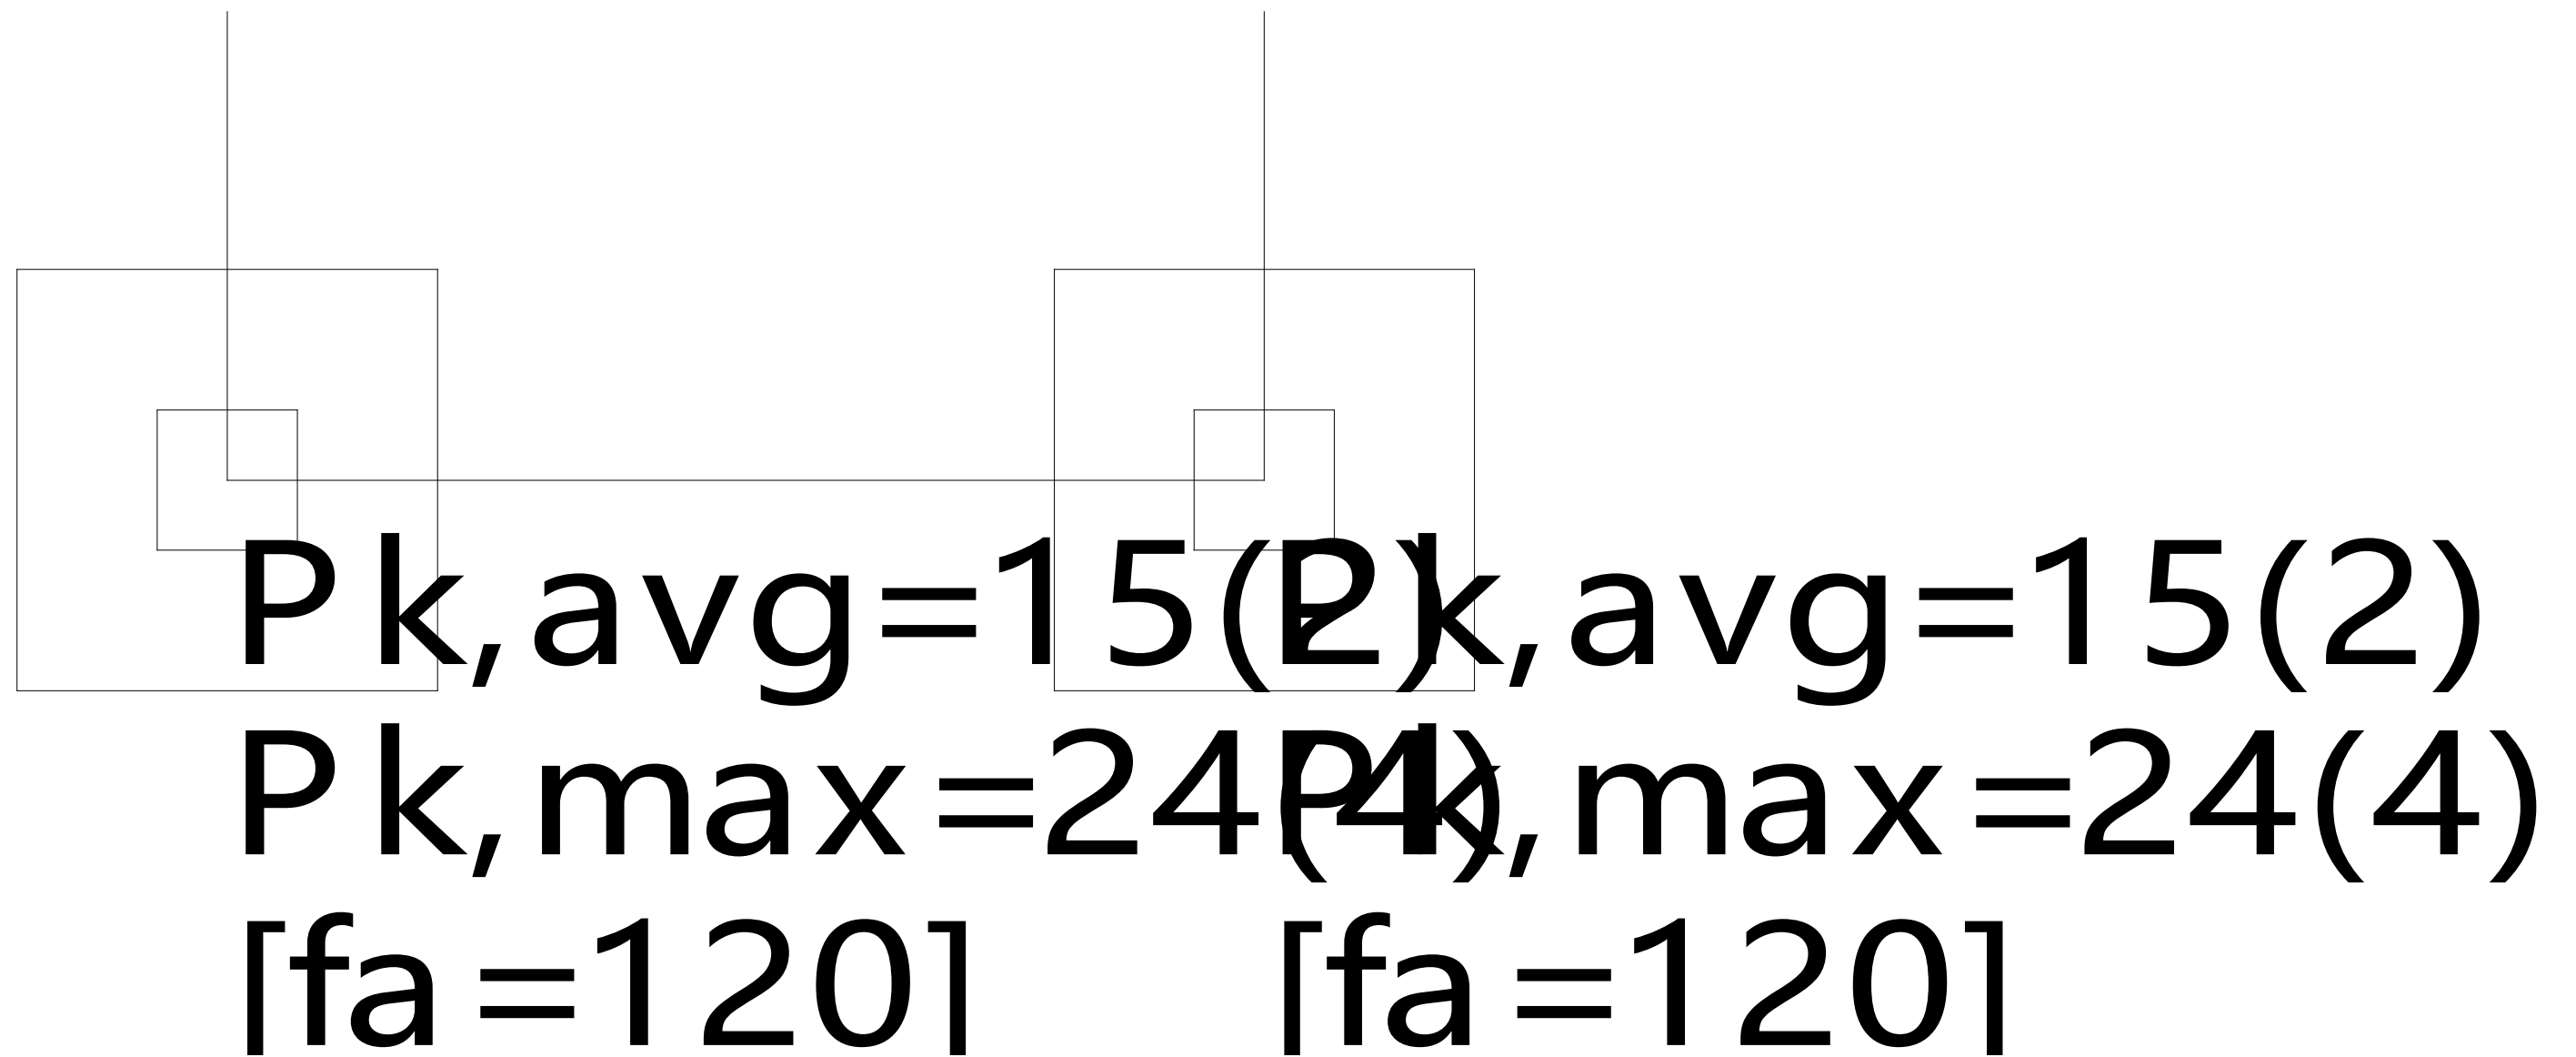 Pk,avg=15(2) Pk,avg=15(2)
Pk,max=24(4) Pk,max=24(4)
[fa=120] [fa=120]